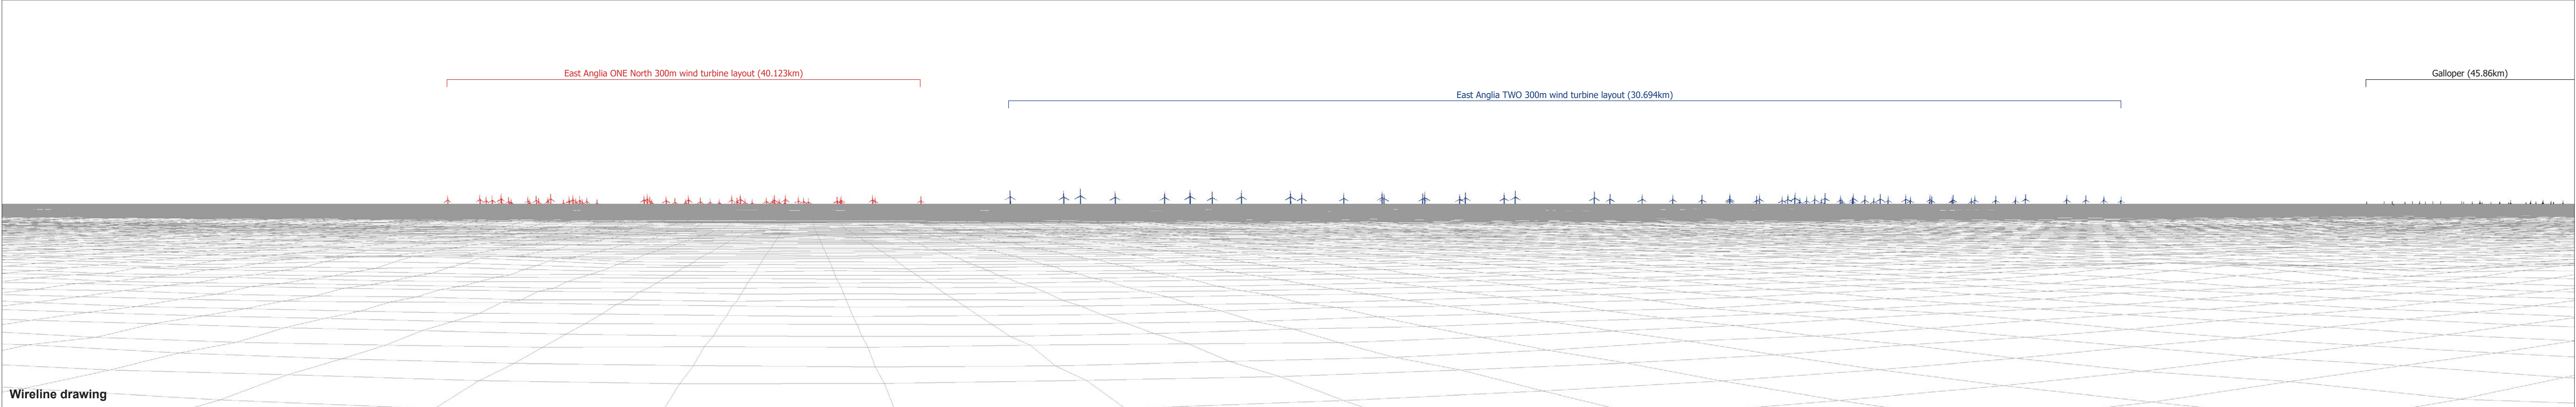 East Anglia ONE North 300m wind turbine layout (40.123km)
Galloper (45.86km)
East Anglia TWO 300m wind turbine layout (30.694km)
Wireline drawing